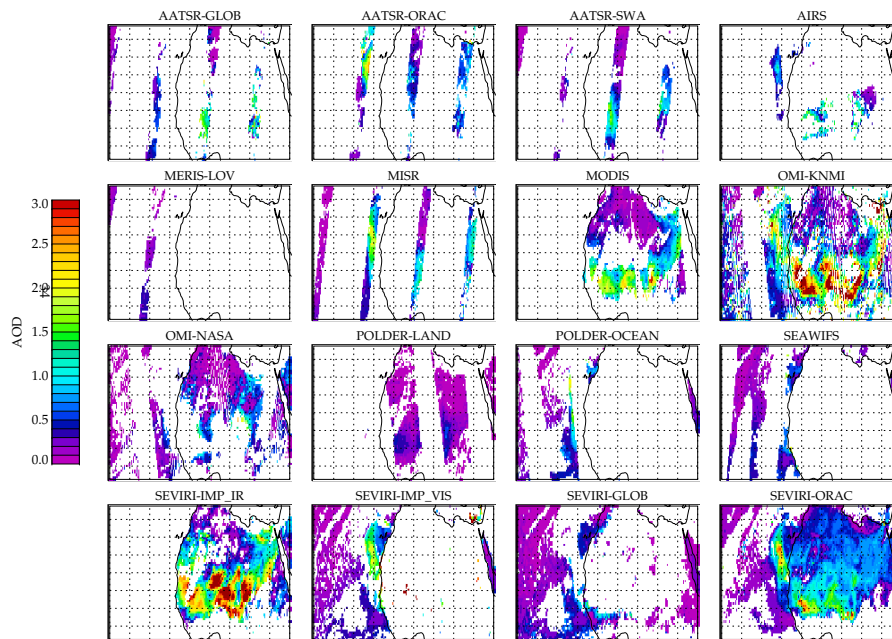 AATSR-GLOB AATSR-ORAC AATSR-SWA AIRS
MERIS-LOV MISR MODIS OMI-KNMI
3.0
2.5
2.0
1.5
1.0
0.5
0.0
AOD
OMI-NASA POLDER-LAND POLDER-OCEAN SEAWIFS
SEVIRI-IMP_IR SEVIRI-IMP_VIS SEVIRI-GLOB SEVIRI-ORAC